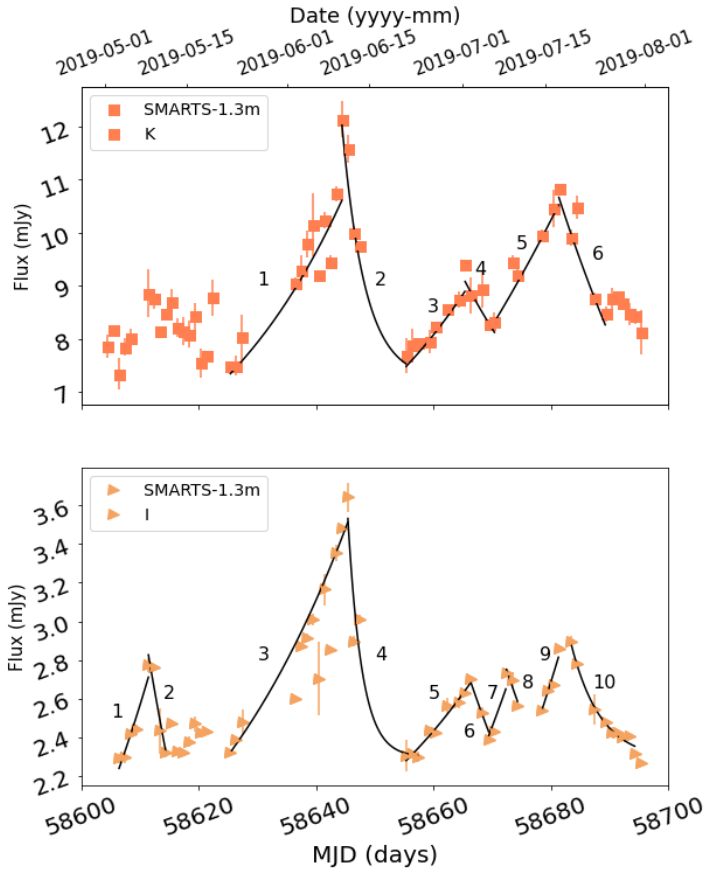 Date (yyyy-mm)
2019-05-01 2019-05-15 2019-06-01 2019-06-15 2019-07-01 2019-07-15 2019-08-01
SMARTS-1.3m
K
Flux (mJy)
12
11
10
9
8
7
1 2 3 4 5 6
SMARTS-1.3m
I
Flux (mJy)
3.6
3.4
3.2
3.0
2.8
2.6
2.4
2.2
1 2 3 4 5 6 7 8 9 10
58600 58620 58640 58660 58680 58700
MJD (days)